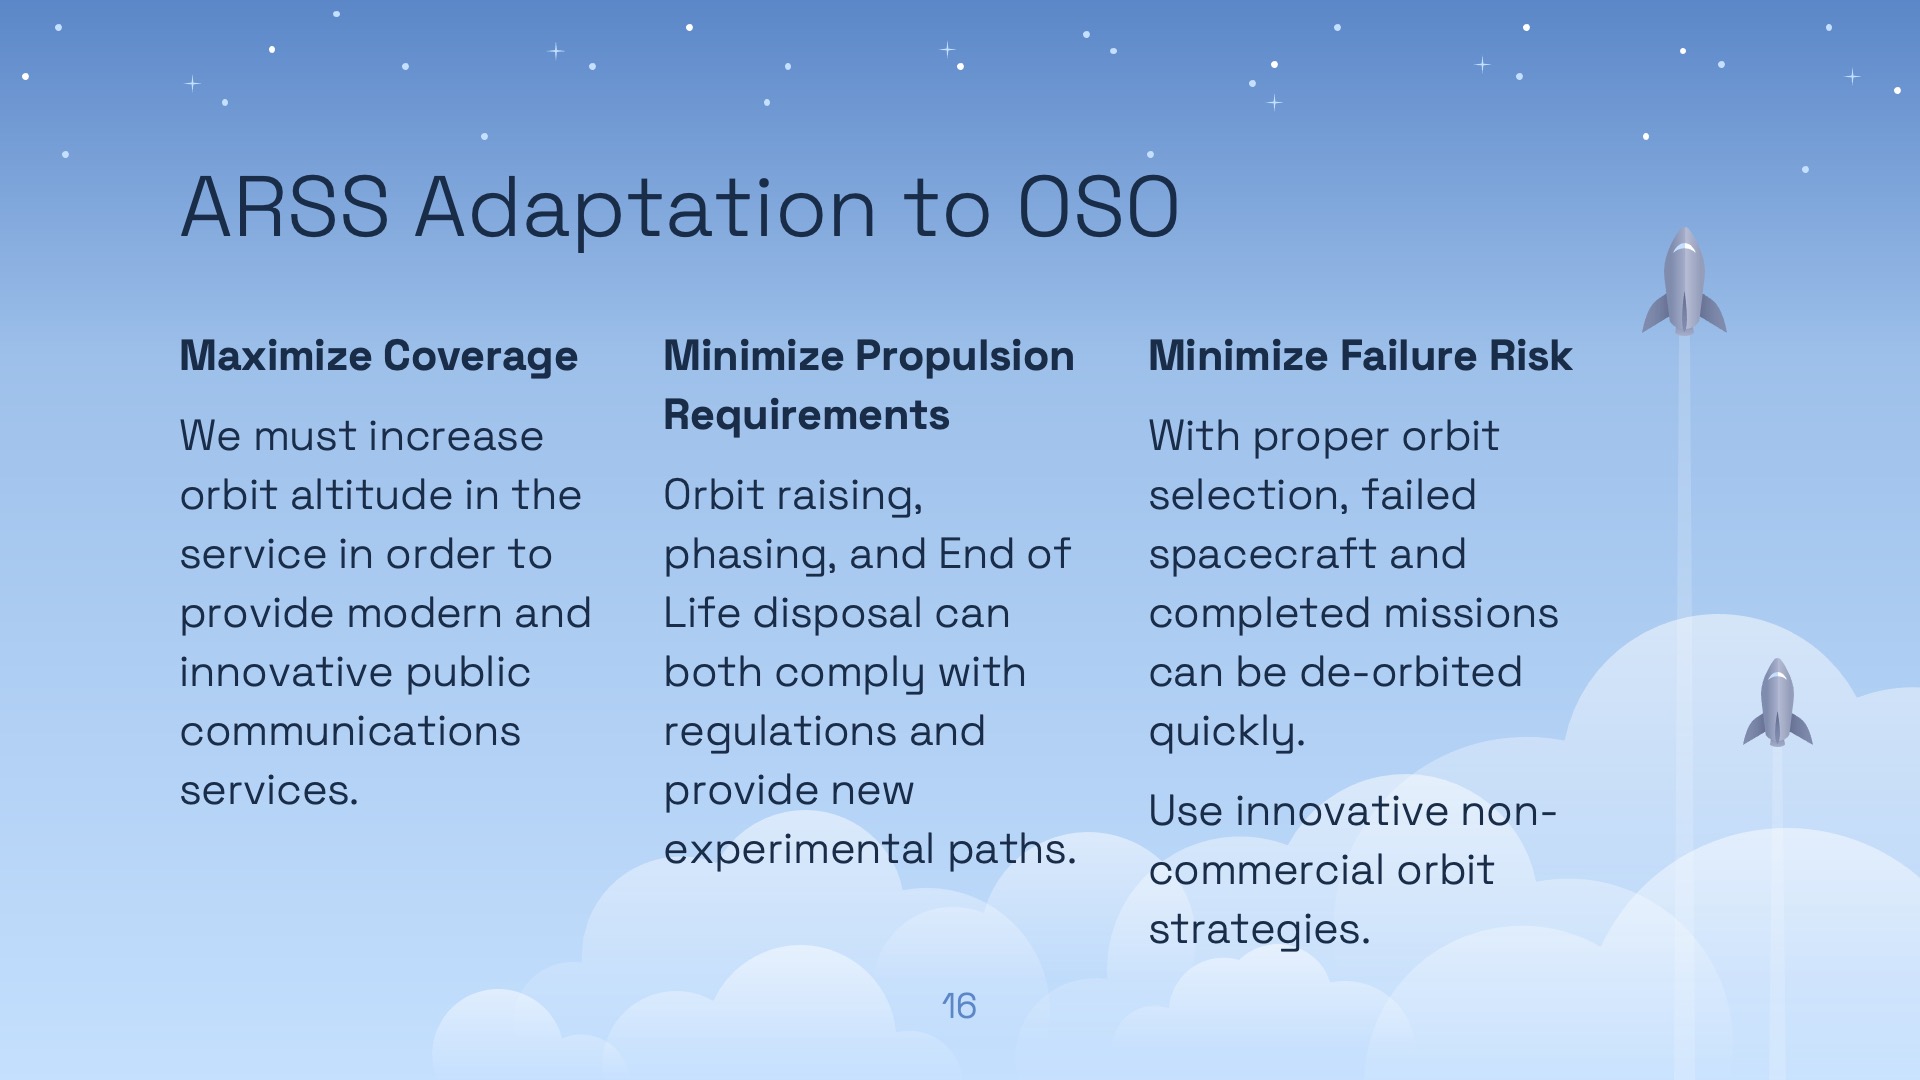 ARSS Adaptation to OSO
Maximize Coverage
We must increase
orbit altitude in the
service in order to
provide modern and
innovative public
communications
services.
Minimize Propulsion
Requirements
Orbit raising,
phasing, and End of
Life disposal can
both comply with
regulations and
provide new
experimental paths.
Minimize Failure Risk
With proper orbit
selection, failed
spacecraft and
completed missions
can be de-orbited
quickly.
Use innovative non-
commercial orbit
strategies.
16